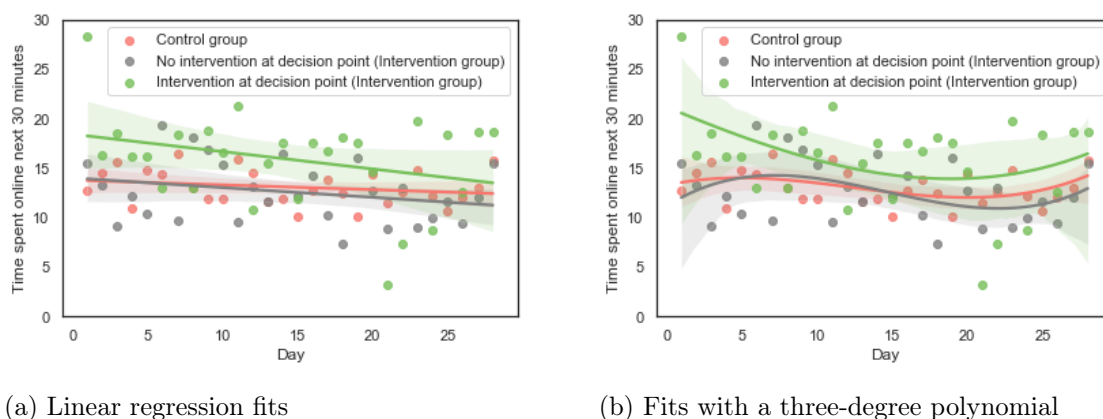 30
25
20
15
10
5
0
Time spent online next 30 minutes
Control group
No intervention at decision point (Intervention group)
Intervention at decision point (Intervention group)
0 5 10 15 20 25
Day
(a) Linear regression fits
30
25
20
15
10
5
0
Time spent online next 30 minutes
Control group
No intervention at decision point (Intervention group)
Intervention at decision point (Intervention group)
0 5 10 15 20 25
Day
(b) Fits with a three-degree polynomial